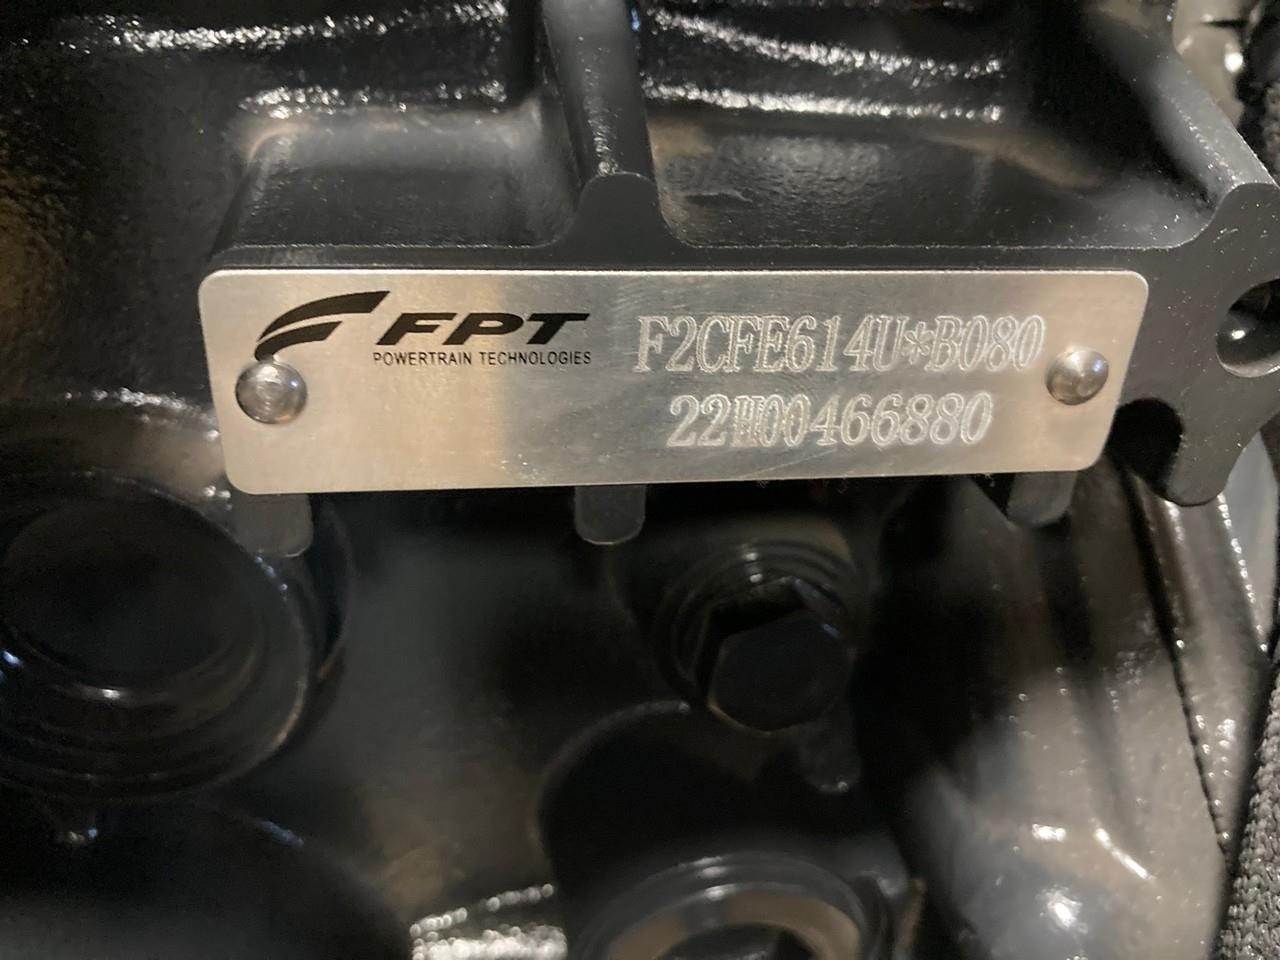 FPT
POWERTRAIN TECHNOLOGIES
F2CFE614U*B080
22W00466880